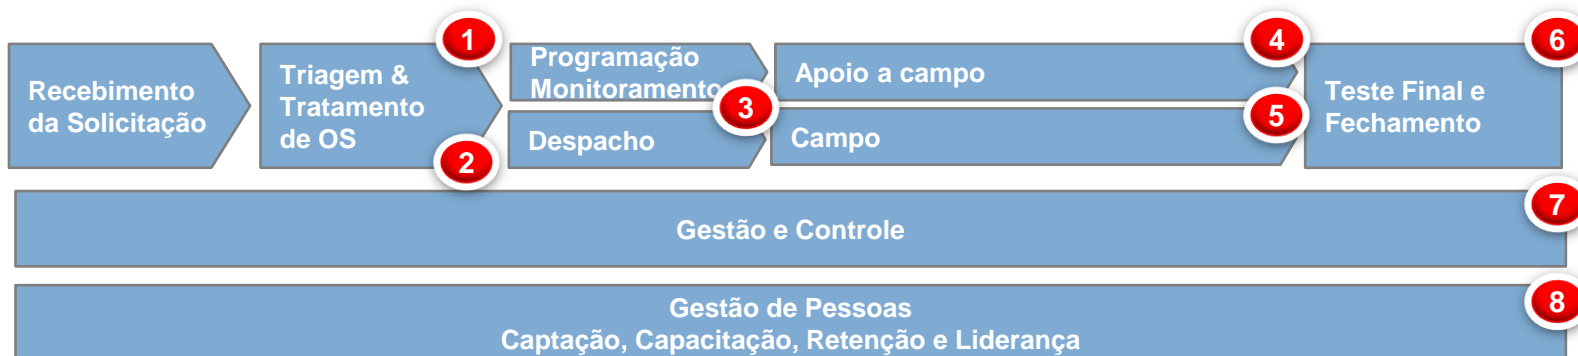 Recebimento
da Solicitação
1
Triagem &
Tratamento
de OS
2
Programação
Monitoramento
3
Despacho
4
Apoio a campo
5
Campo
6
Teste Final e
Fechamento
7
Gestão e Controle
8
Gestão de Pessoas
Captação, Capacitação, Retenção e Liderança